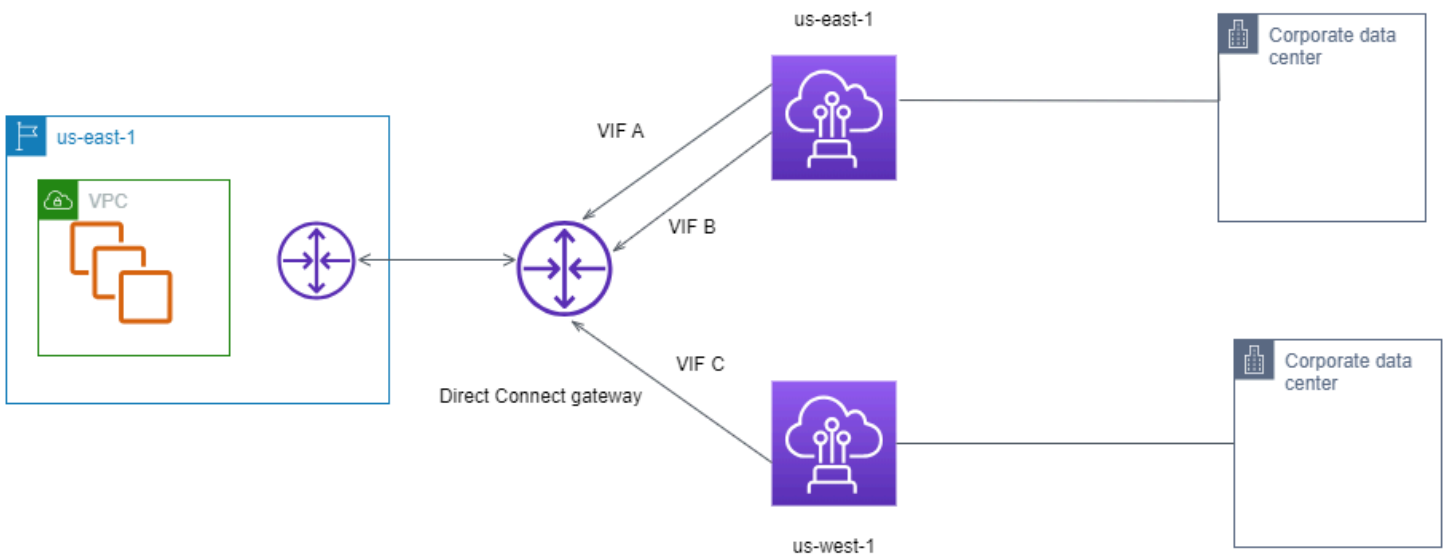 us-east-1
Corporate data
center
VIF A
us-east-1
VPC
VIF B
VIF C
Corporate data
center
Direct Connect gateway
us-west-1